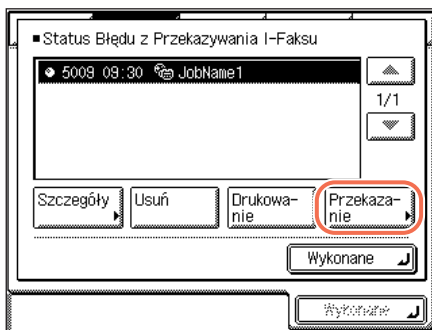 Status Błędu z Przekazywania I-Faksu
5009 09:30 JobName1
1/1
Szczegóły
Usuń
Drukowa-
nie
Przekaza-
nie
Wykonane
Wykonane